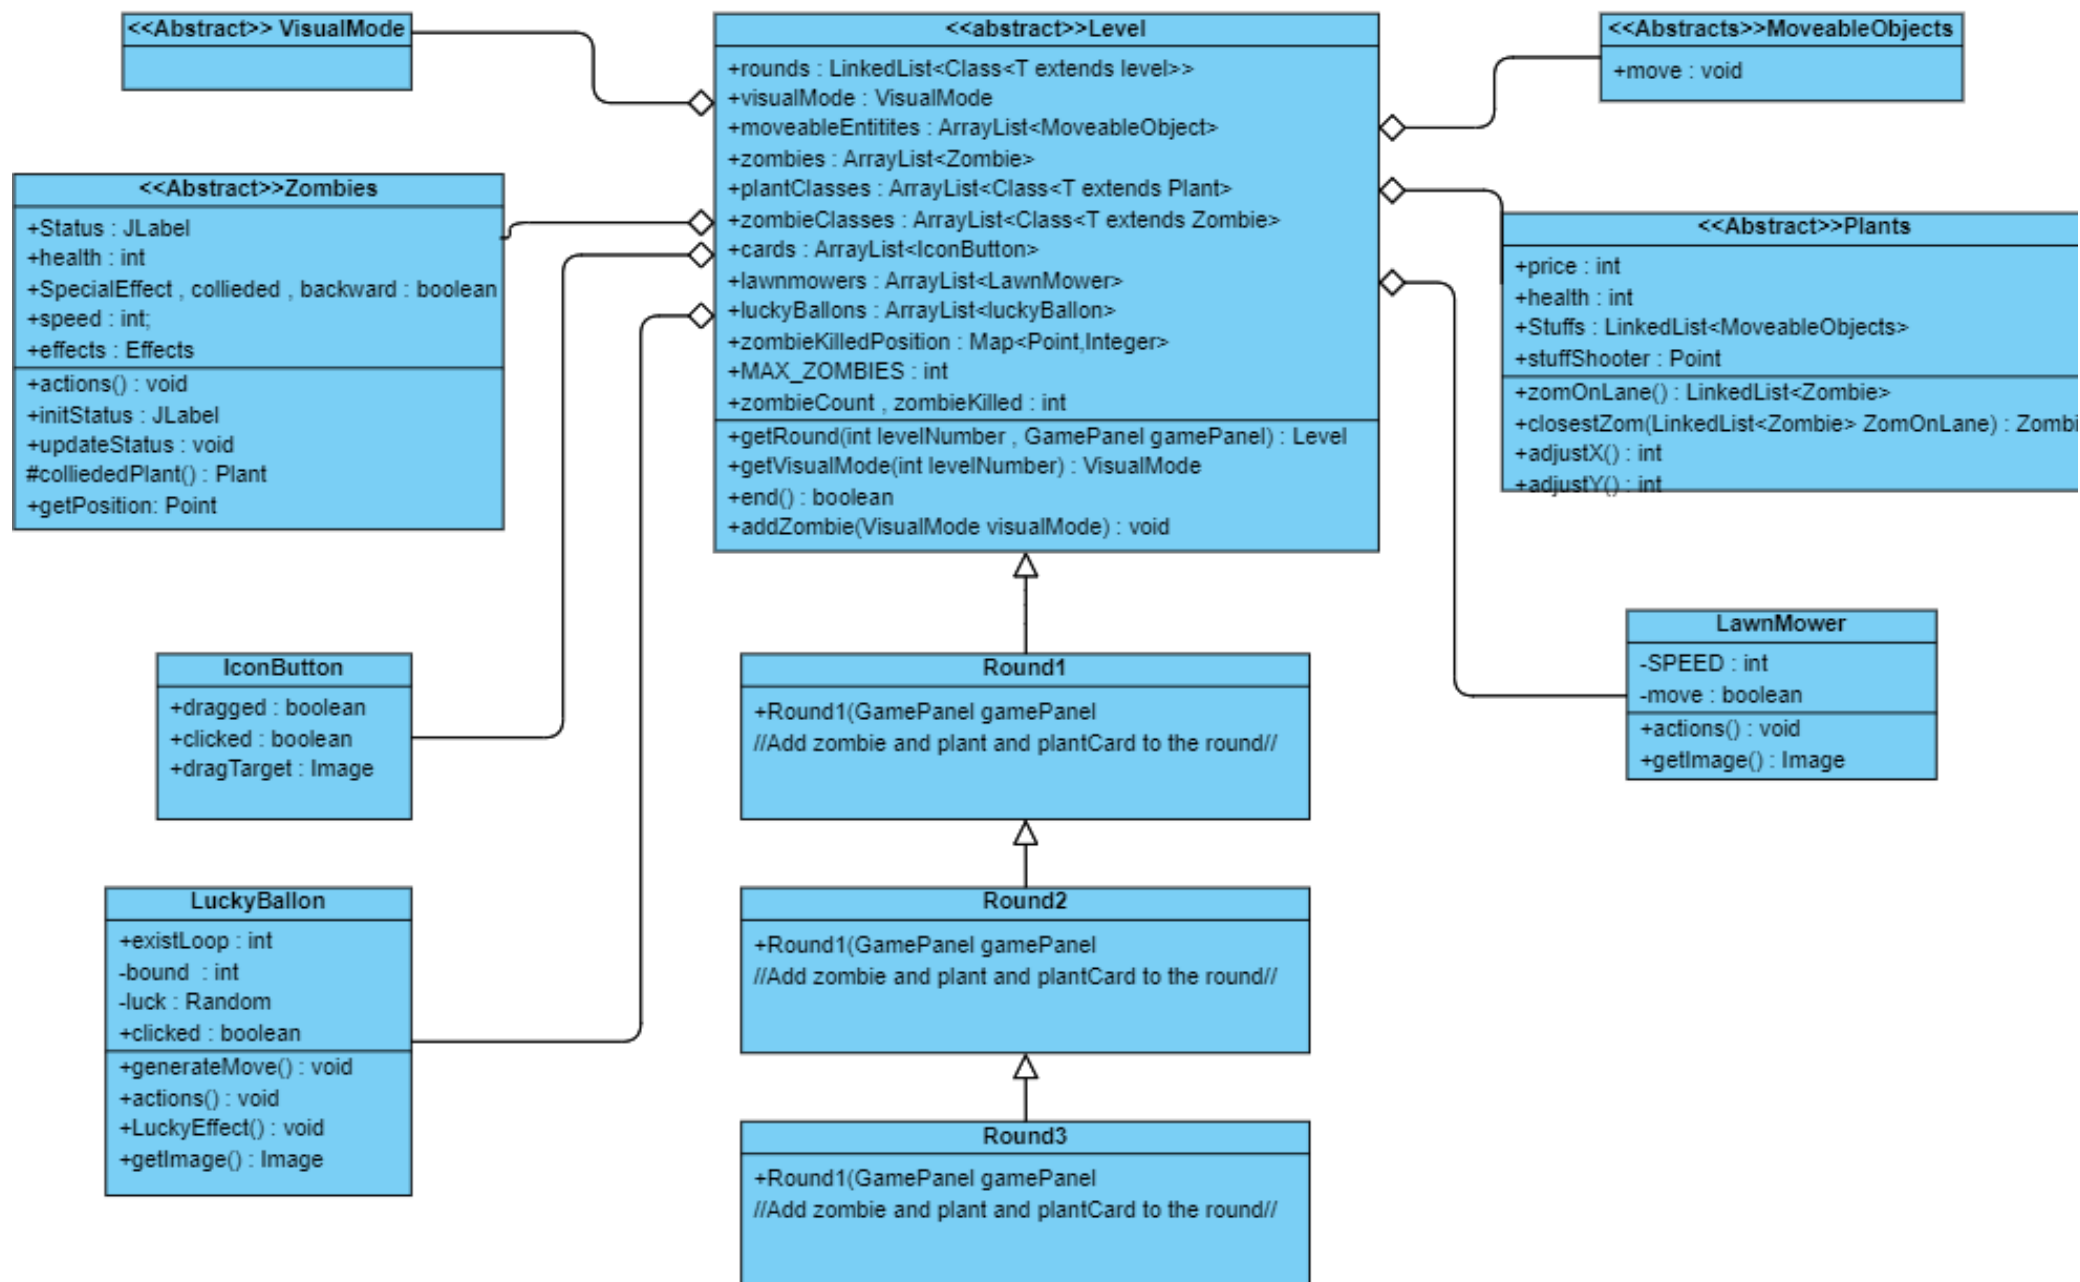 <<Abstract>> VisualMode
<<abstract>>Level
+rounds : LinkedList<Class<T extends level>>
+visualMode : VisualMode
+moveableEntitites : ArrayList<MoveableObject>
+zombies : ArrayList<Zombie>
+plantClasses : ArrayList<Class<T extends Plant>
+zombieClasses : ArrayList<Class<T extends Zombie>
+cards : ArrayList<IconButton>
+lawnmowers : ArrayList<LawnMower>
+luckyBallons : ArrayList<luckyBallon>
+zombieKilledPosition : Map<Point,Integer>
+MAX_ZOMBIES : int
+zombieCount , zombieKilled : int
+getRound(int levelNumber , GamePanel gamePanel) : Level
+getVisualMode(int levelNumber) : VisualMode
+end() : boolean
+addZombie(VisualMode visualMode) : void
<<Abstracts>>MoveableObjects
+move : void
<<Abstract>>Zombies
+Status : JLabel
+health : int
+SpecialEffect , collieded , backward : boolean
+speed : int;
+effects : Effects
+actions() : void
+initStatus : JLabel
+updateStatus : void
#colliededPlant() : Plant
+getPosition: Point
<<Abstract>>Plants
+price : int
+health : int
+Stuffs : LinkedList<MoveableObjects>
+stuffShooter : Point
+zomOnLane() : LinkedList<Zombie>
+closestZom(LinkedList<Zombie> ZomOnLane) : Zombi
+adjustX() : int
+adjustY() : int
IconButton
+dragged : boolean
+clicked : boolean
+dragTarget : Image
Round1
+Round1(GamePanel gamePanel
//Add zombie and plant and plantCard to the round//
LawnMower
-SPEED : int
-move : boolean
+actions() : void
+getImage() : Image
LuckyBallon
+existLoop : int
-bound : int
-luck : Random
+clicked : boolean
+generateMove() : void
+actions() : void
+LuckyEffect() : void
+getImage() : Image
Round2
+Round1(GamePanel gamePanel
//Add zombie and plant and plantCard to the round//
Round3
+Round1(GamePanel gamePanel
//Add zombie and plant and plantCard to the round//